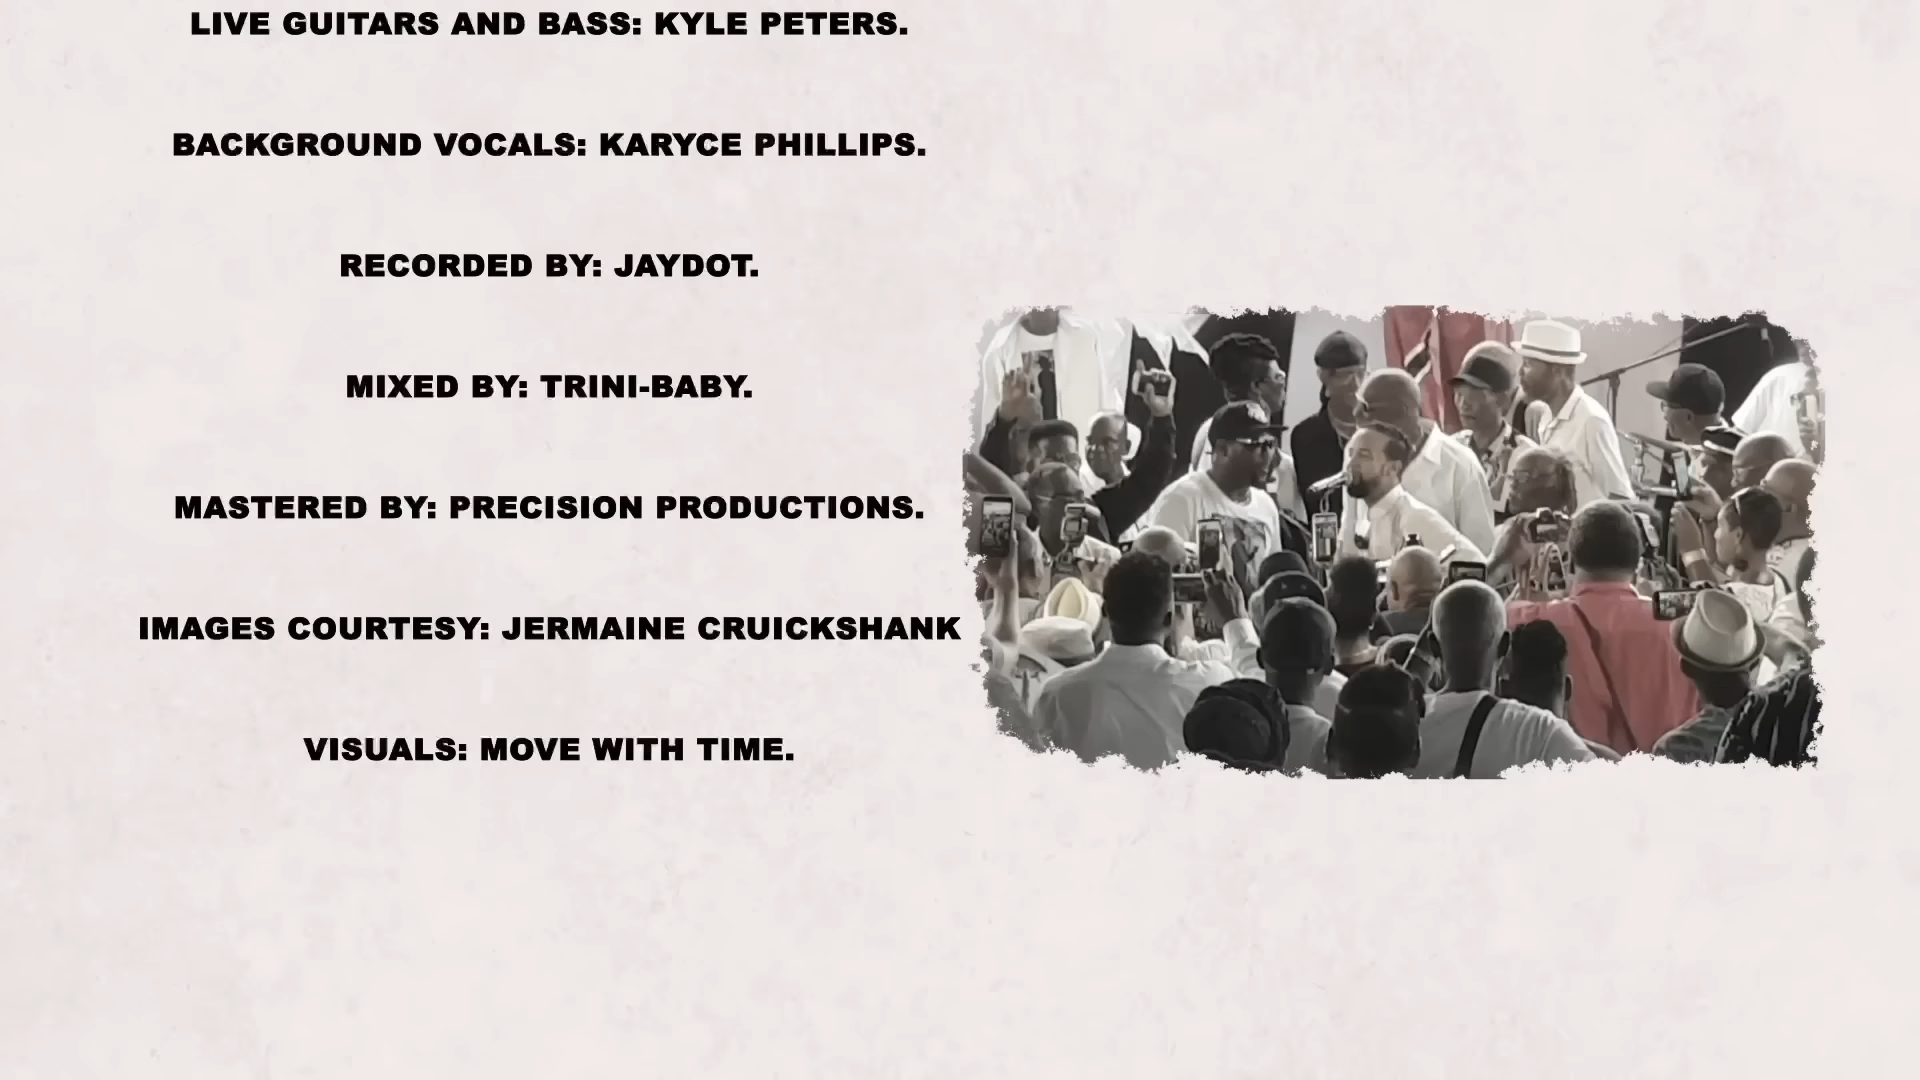 LIVE GUITARS AND BASS: KYLE PETERS.
BACKGROUND VOCALS: KARYCE PHILLIPS.
RECORDED BY: JAYDOT.
MIXED BY: TRINI-BABY.
MASTERED BY: PRECISION PRODUCTIONS.
IMAGES COURTESY: JERMAINE CRUICKSHANK
VISUALS: MOVE WITH TIME.